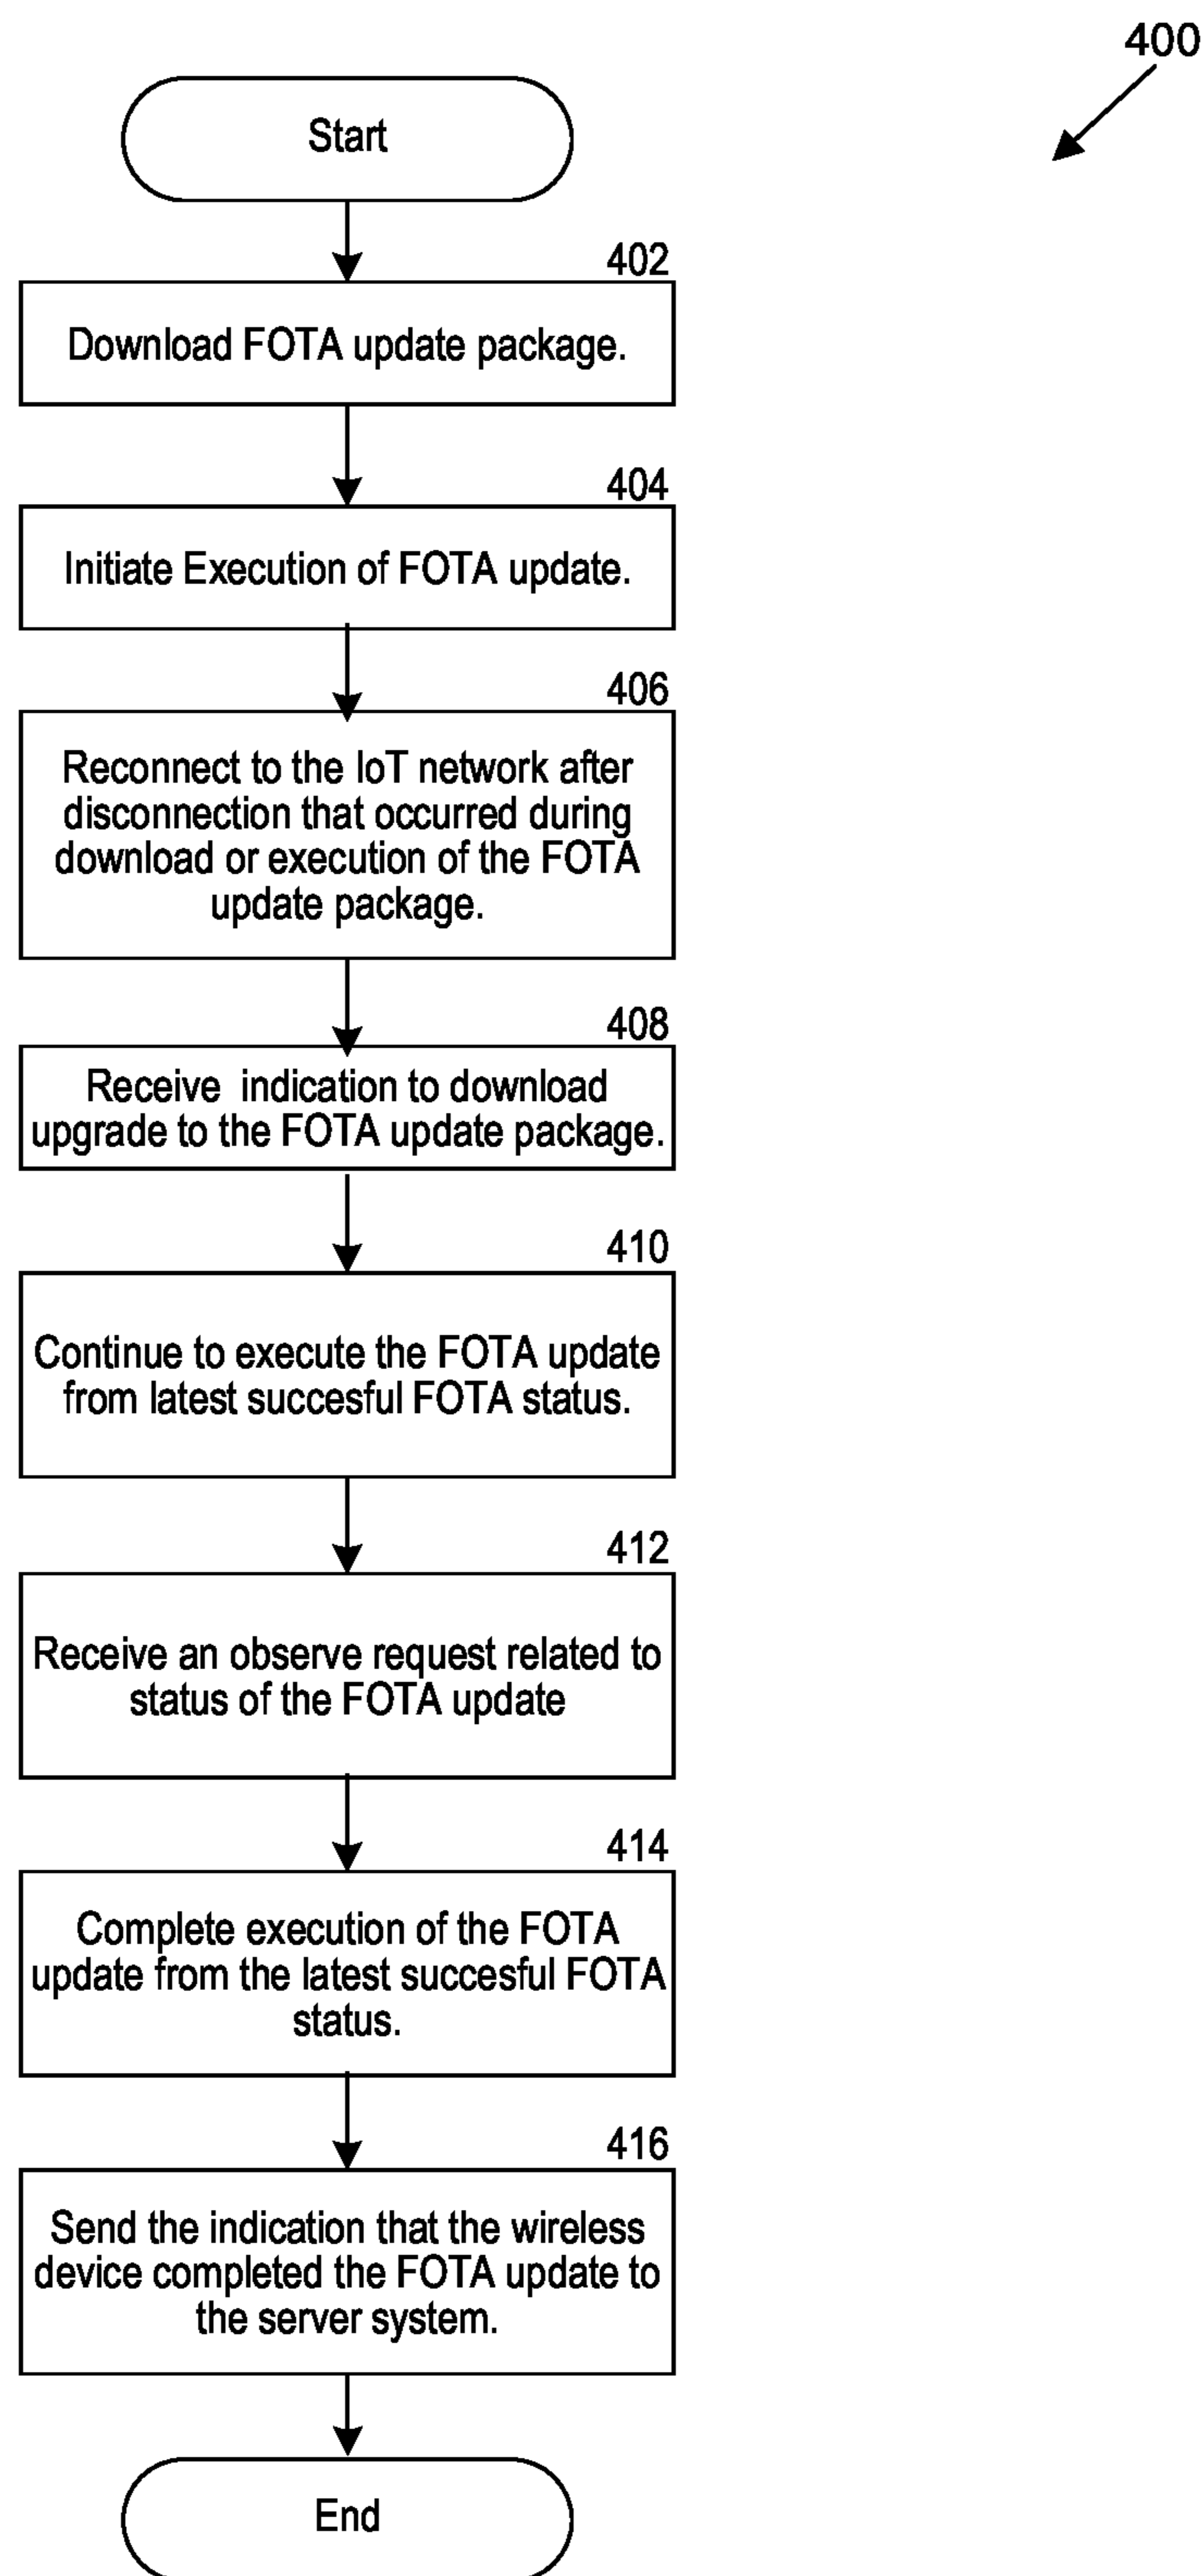 400
Start
402
Download FOTA update package.
404
Initiate Execution of FOTA update.
406
Reconnect to the IoT network after
disconnection that occurred during
download or execution of the FOTA
update package.
408
Receive indication to download
upgrade to the FOTA update package.
410
Continue to execute the FOTA update
from latest succesful FOTA status.
412
Receive an observe request related to
status of the FOTA update
414
Complete execution of the FOTA
update from the latest succesful FOTA
status.
416
Send the indication that the wireless
device completed the FOTA update to
the server system.
End